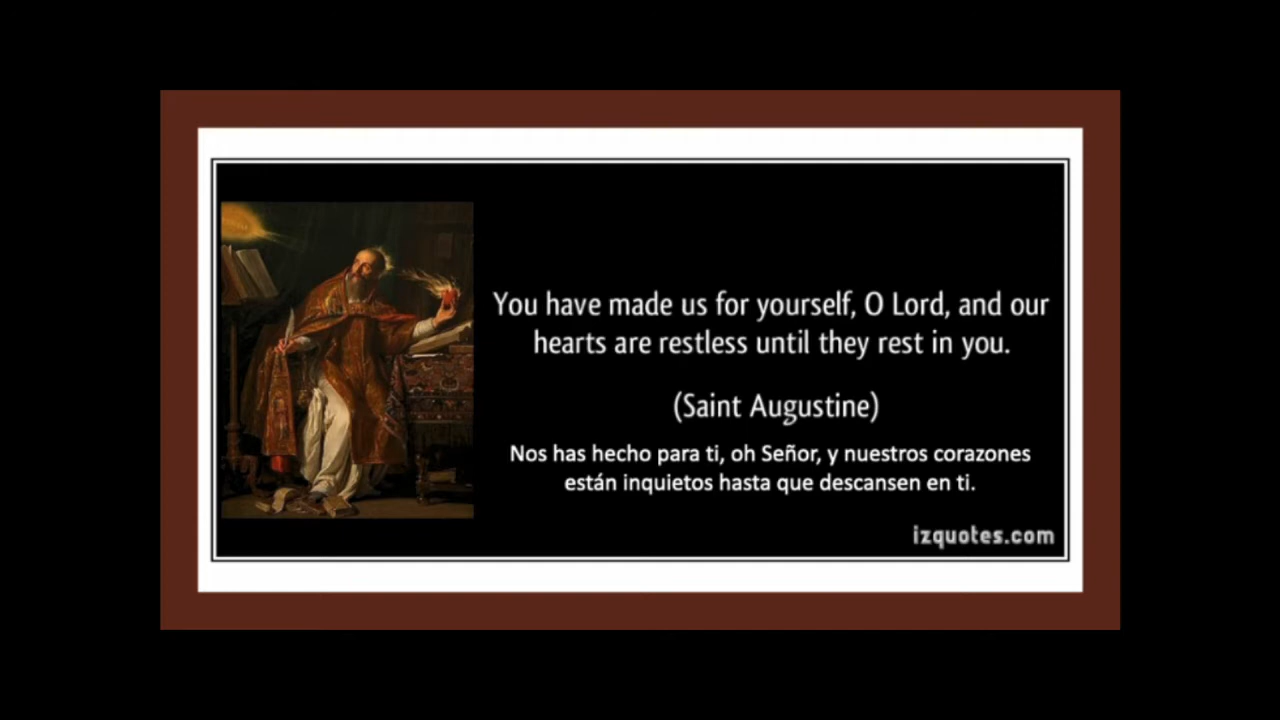 You have made us for yourself, O Lord, and our
hearts are restless until they rest in you.
(Saint Augustine)
Nos has hecho para ti, oh Señor, y nuestros corazones
están inquietos hasta que descansen en ti.
izquotes.com